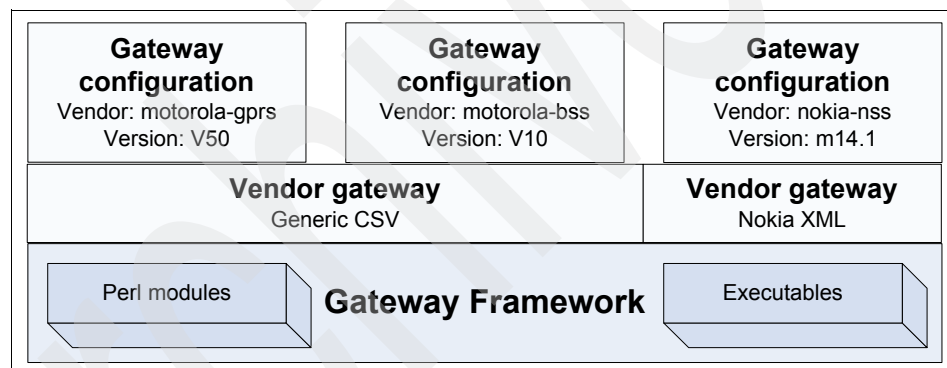 Gateway
configuration
Vendor: motorola-gprs
Version: V50
Gateway
configuration
Vendor: motorola-bss
Version: V10
Gateway
configuration
Vendor: nokia-nss
Version: m14.1
Vendor gateway
Generic CSV
Vendor gateway
Nokia XML
Perl modules
Gateway Framework
Executables